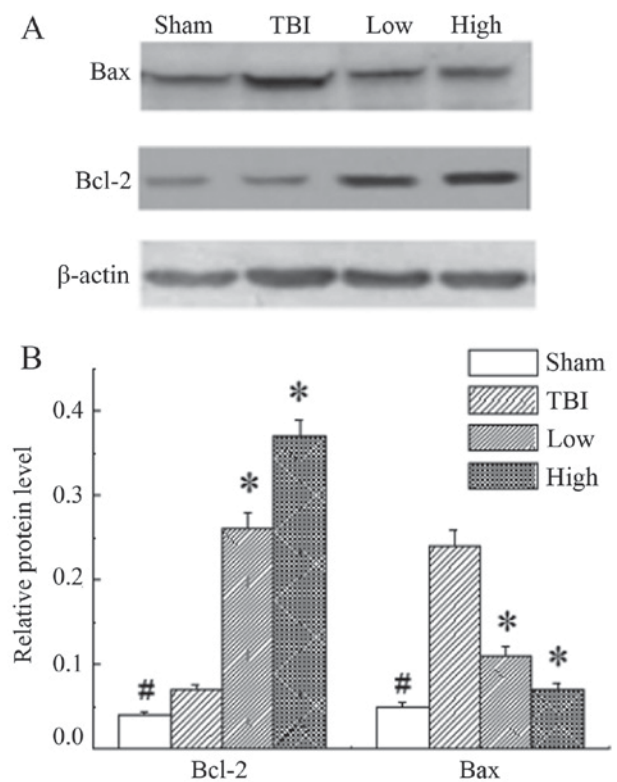 A
Sham TBI Low High
Bax
Bcl-2
β-actin
B
Sham
TBI
Low
High
Relative protein level
0.4
0.3
0.2
0.1
0.0
*
*
#
#
*
*
Bcl-2 Bax